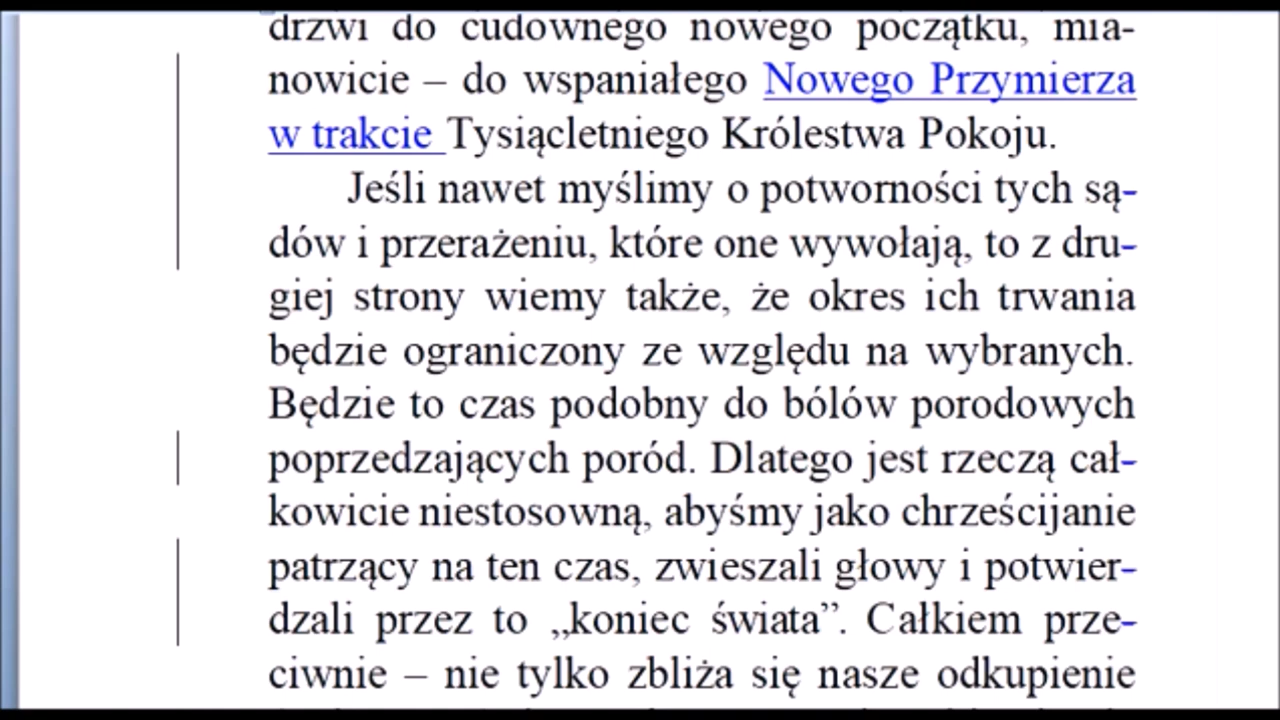 drzwi do cudownego nowego początku, mia-
nowicie – do wspaniałego Nowego Przymierza
w trakcie Tysiącletniego Królestwa Pokoju.
Jeśli nawet myślimy o potworności tych są-
dów i przerażeniu, które one wywołają, to z dru-
giej strony wiemy także, że okres ich trwania
będzie ograniczony ze względu na wybranych.
Będzie to czas podobny do bólów porodowych
poprzedzających poród. Dlatego jest rzeczą cał-
kowicie niestosowną, abyśmy jako chrześcijanie
patrzący na ten czas, zwieszali głowy i potwier-
dzali przez to „koniec świata”. Całkiem prze-
ciwnie – nie tylko zbliża się nasze odkupienie